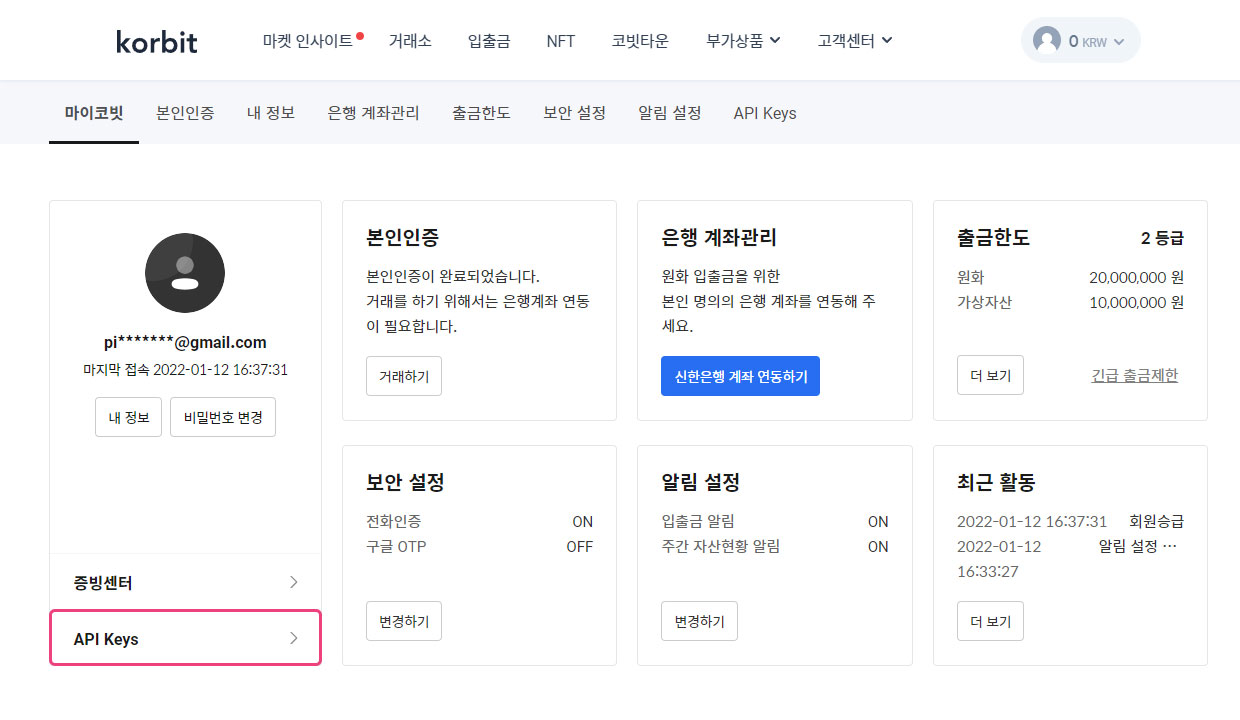 korbit
마켓 인사이트 거래소 입출금 NFT 코빗타운 부가상품 고객센터
0 KRW
마이코빗 본인인증 내 정보 은행 계좌관리 출금한도 보안 설정 알림 설정 API Keys
pi*******@gmail.com
마지막 접속 2022-01-12 16:37:31
내 정보 비밀번호 변경
증빙센터
API Keys
본인인증
본인인증이 완료되었습니다.
거래를 하기 위해서는 은행계좌 연동
이 필요합니다.
거래하기
은행 계좌관리
원화 입출금을 위한
본인 명의의 은행 계좌를 연동해 주
세요.
신한은행 계좌 연동하기
출금한도 2 등급
원화 20,000,000 원
가상자산 10,000,000 원
더 보기 긴급 출금제한
보안 설정
전화인증 ON
구글 OTP OFF
변경하기
알림 설정
입출금 알림 ON
주간 자산현황 알림 ON
변경하기
최근 활동
2022-01-12 16:37:31 회원승급
2022-01-12 알림 설정 ⋯
16:33:27
더 보기